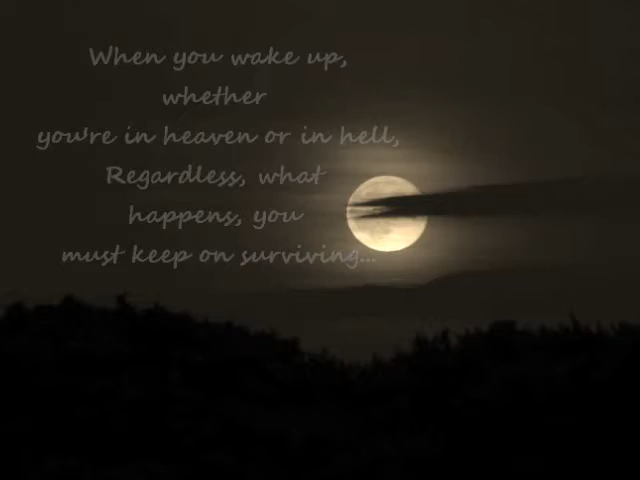 When you wake up,
whether
you're in heaven or in hell,
Regardless, what
happens, you
must keep on surviving...